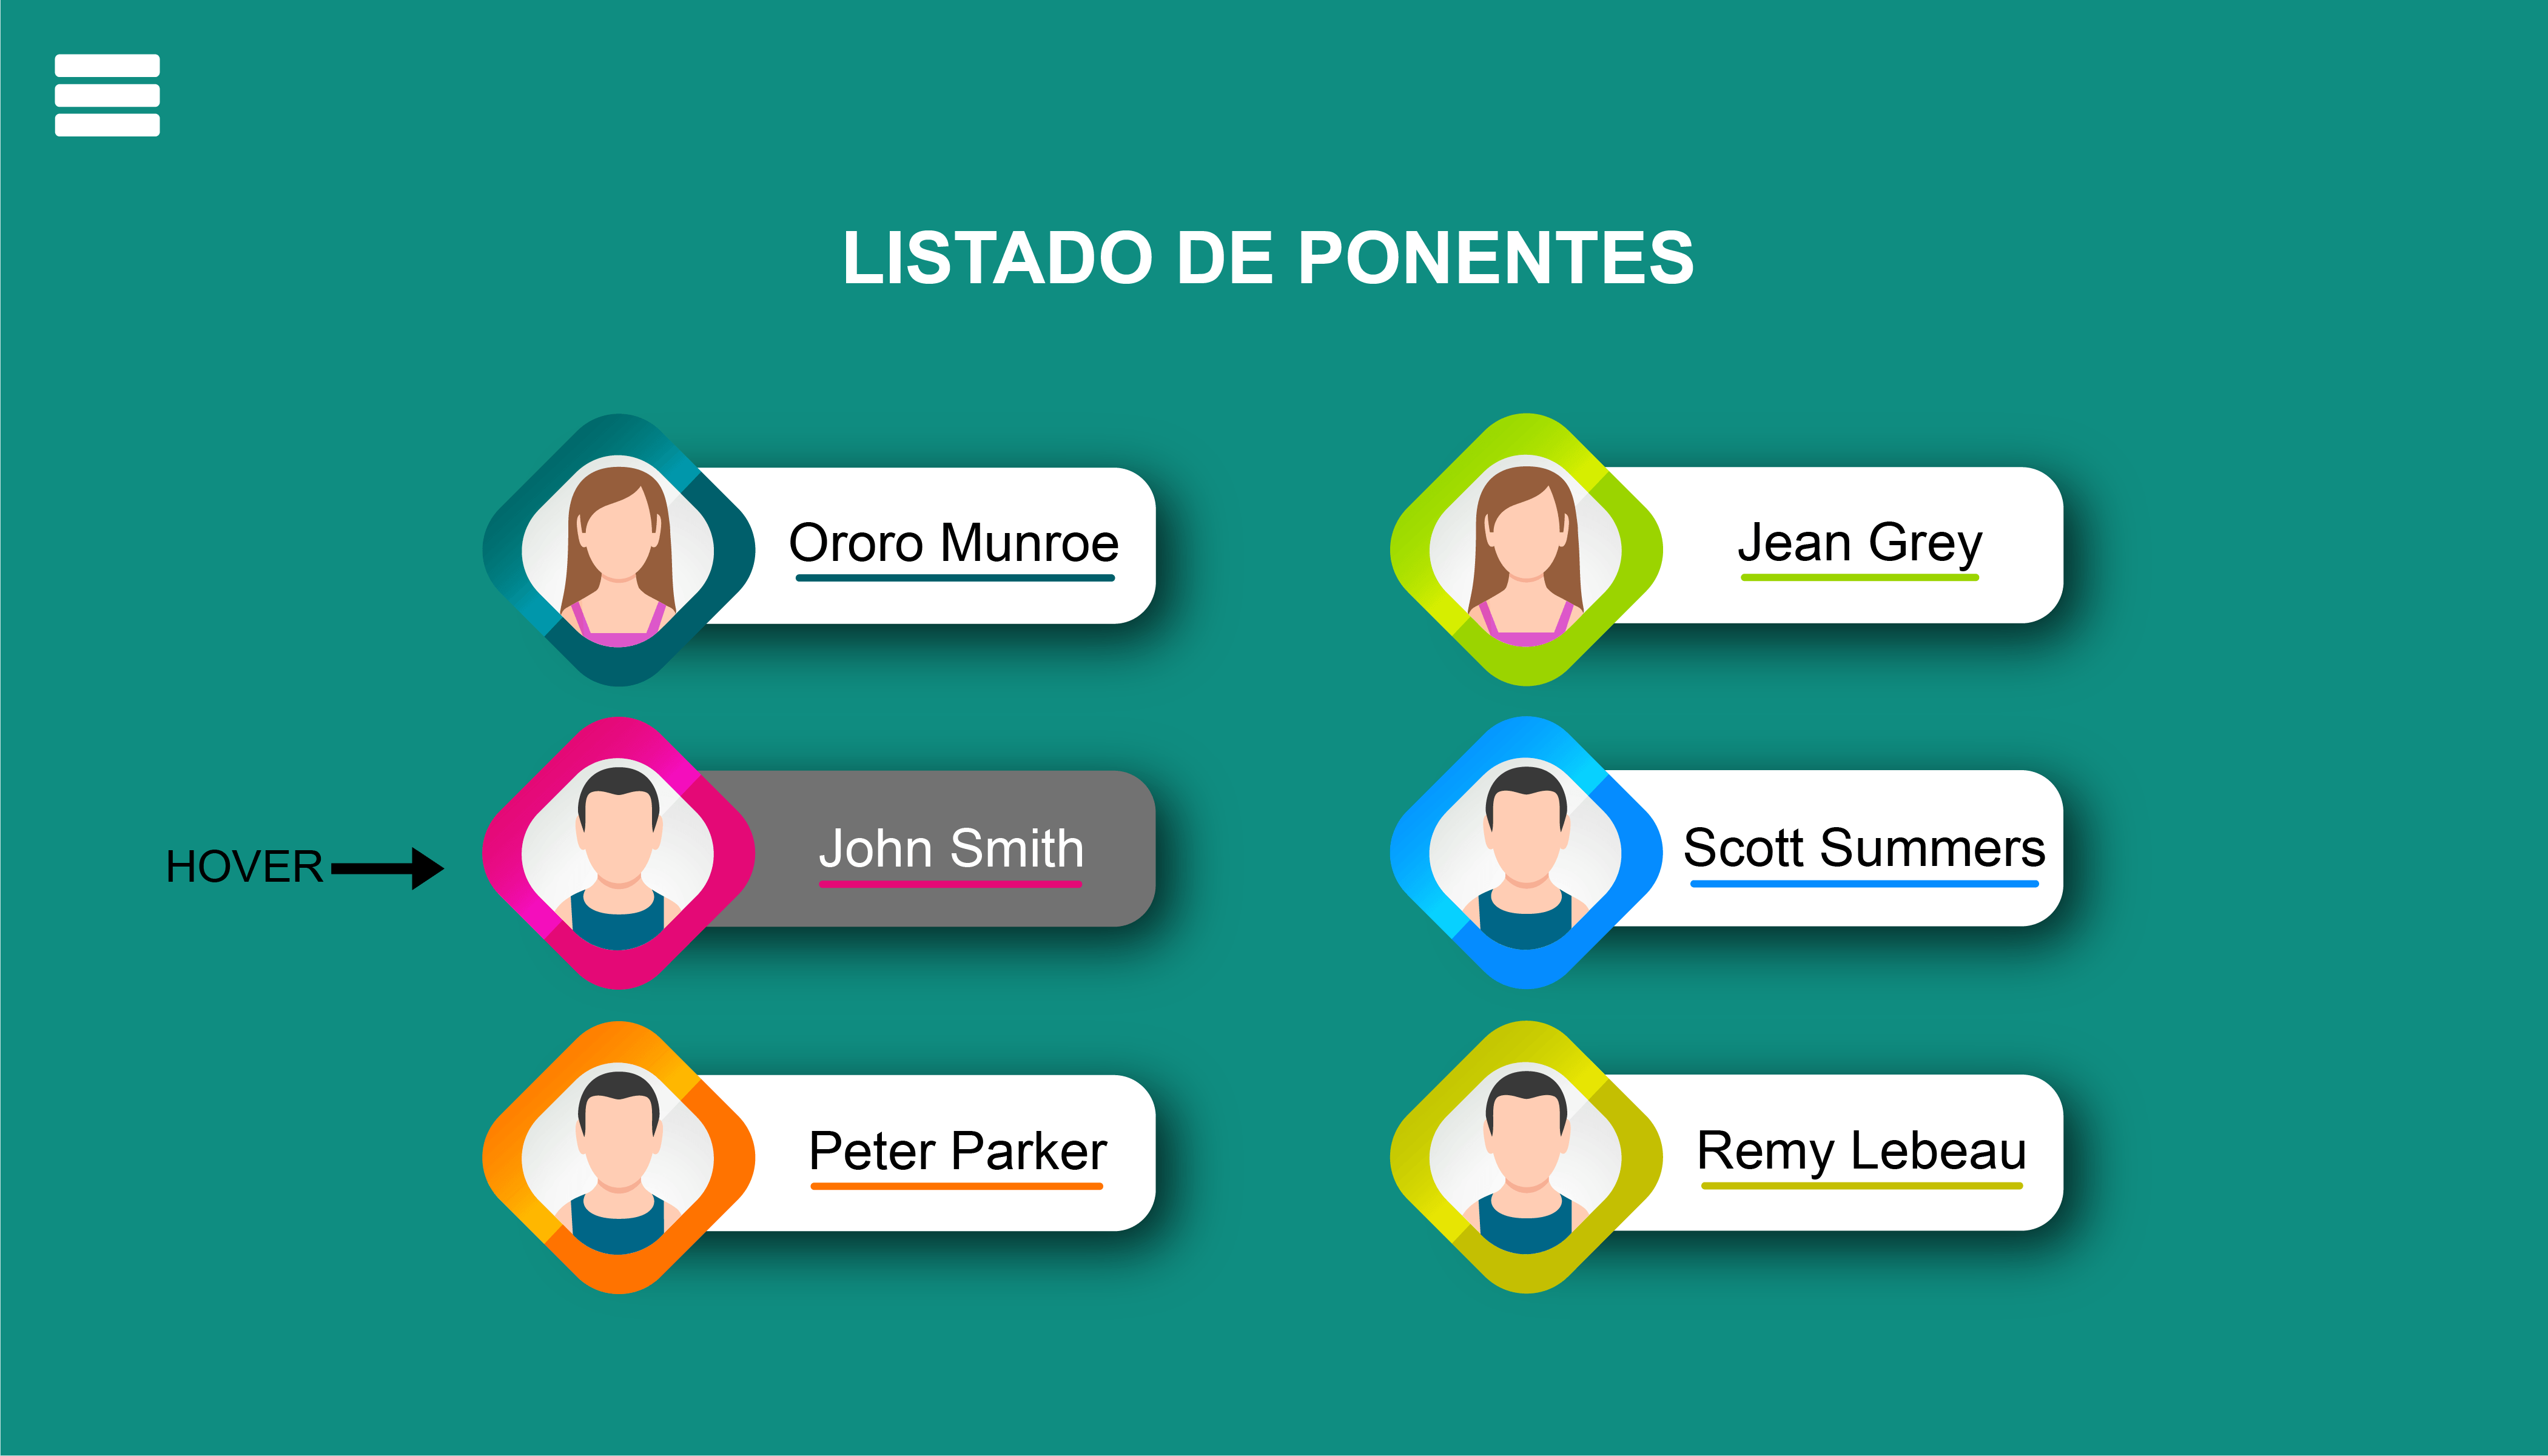 LISTADO DE PONENTES
Ororo Munroe
Jean Grey
HOVER
John Smith
Scott Summers
Peter Parker
Remy Lebeau